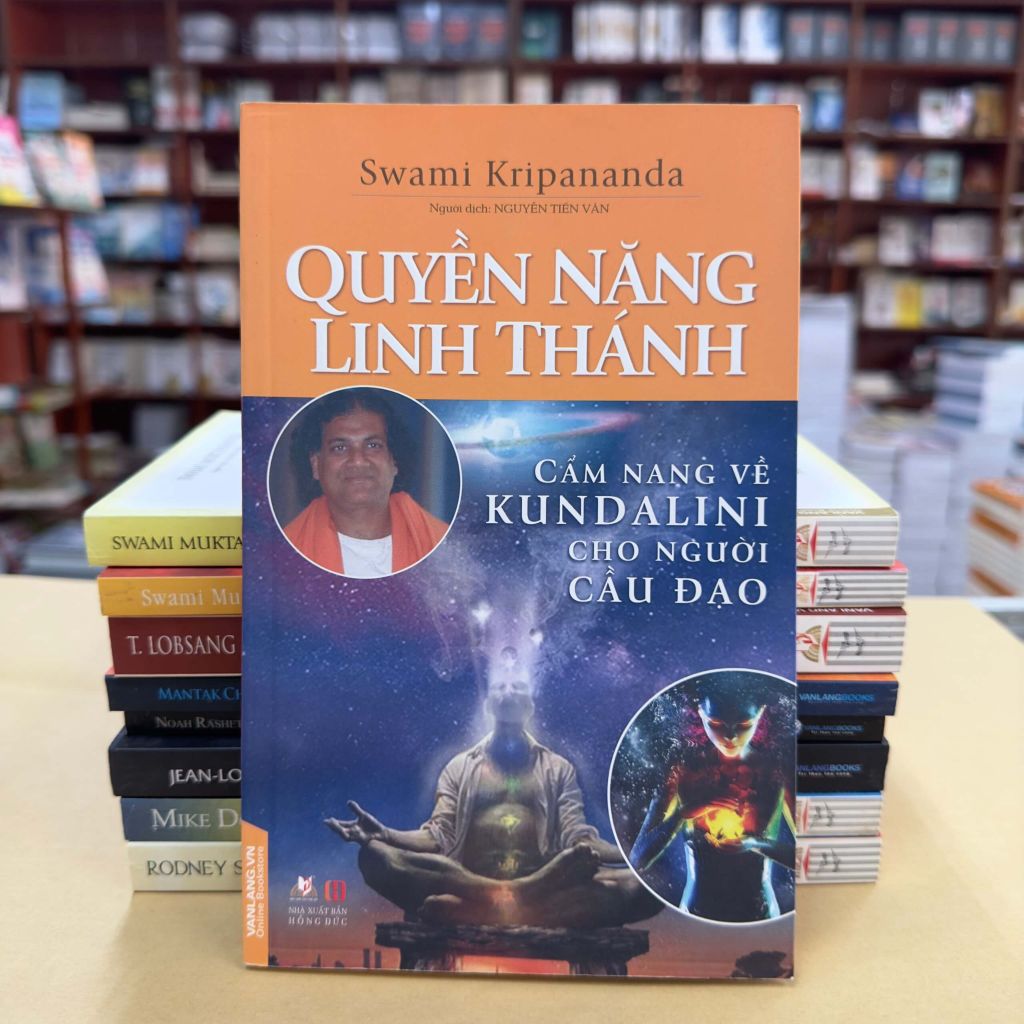 Swami Kripananda
Người dịch: NGUYỄN TIẾN VĂN
QUYỀN NĂNG
LINH THÁNH
CẨM NANG VỀ
KUNDALINI
CHO NGƯỜI
CẦU ĐẠO
NHÀ XUẤT BẢN
HỒNG ĐỨC
VANLANG.VN
Online Bookstore
SWAMI MUKTA
Swami Mu
T. LOBSANG
MANTAK CH
NOAH RASHET
JEAN-LO
MIKE D
RODNEY S
VANLANGBOOKS
ANLANGBOOKS